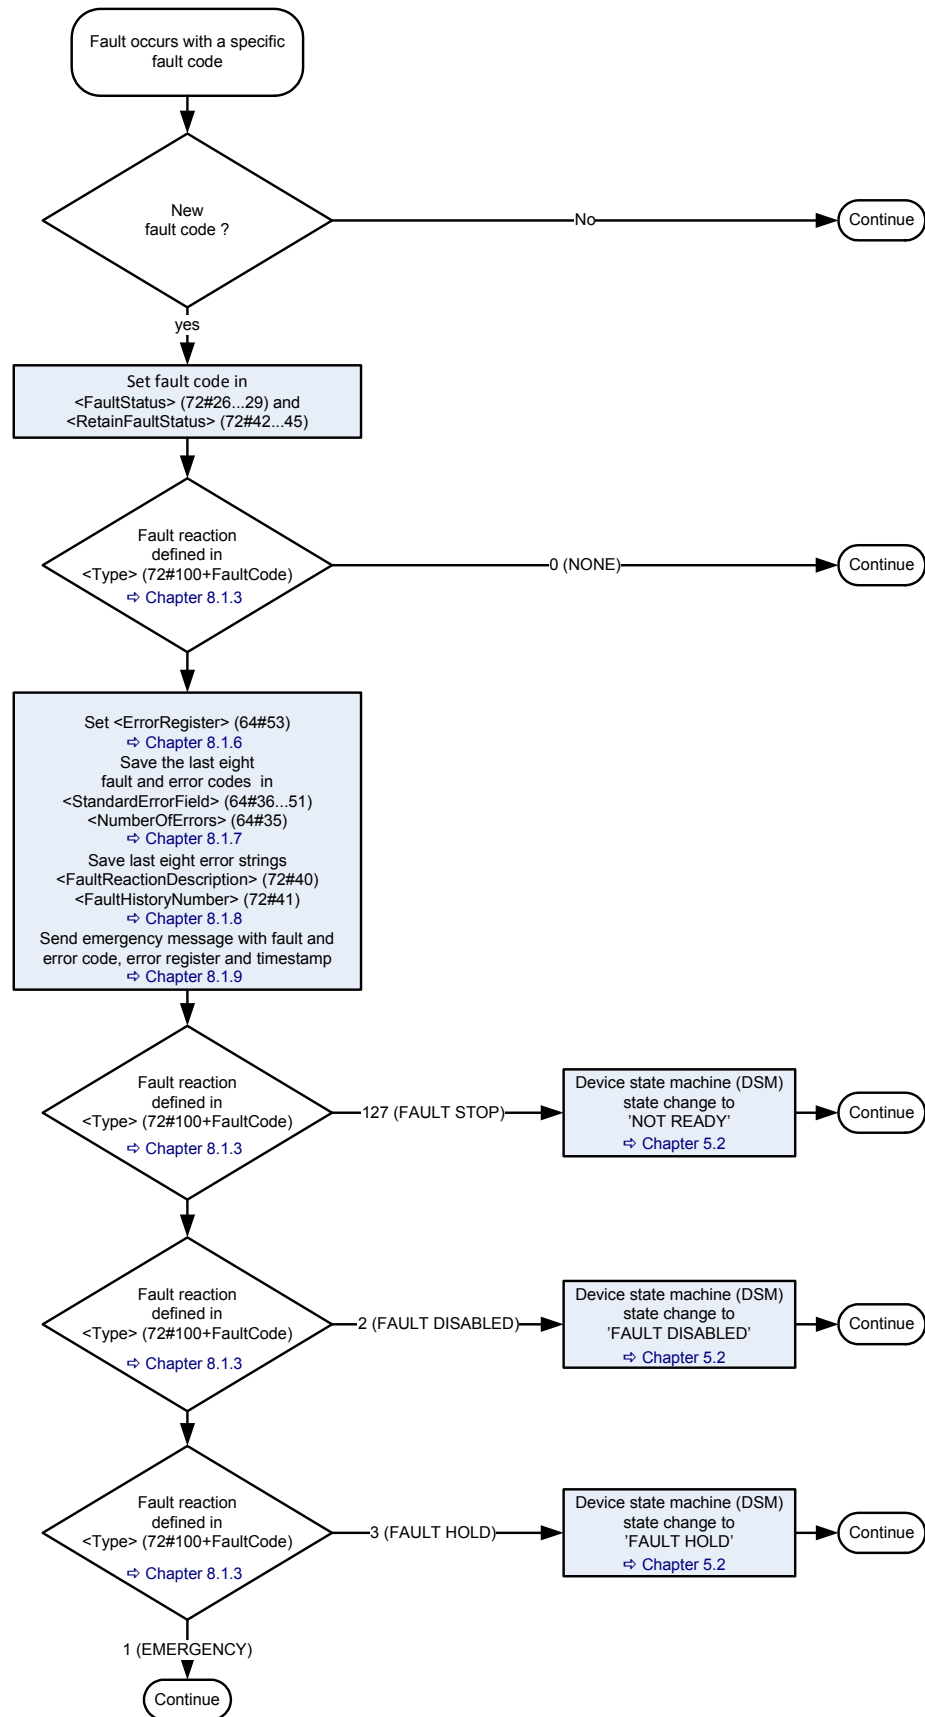 Fault occurs with a specific
fault code
New
fault code ?
No
Continue
yes
Set fault code in
<FaultStatus> (72#26...29) and
<RetainFaultStatus> (72#42...45)
Fault reaction
defined in
<Type> (72#100+FaultCode)
⇨ Chapter 8.1.3
0 (NONE)
Continue
Set <ErrorRegister> (64#53)
⇨ Chapter 8.1.6
Save the last eight
fault and error codes in
<StandardErrorField> (64#36...51)
<NumberOfErrors> (64#35)
⇨ Chapter 8.1.7
Save last eight error strings
<FaultReactionDescription> (72#40)
<FaultHistoryNumber> (72#41)
⇨ Chapter 8.1.8
Send emergency message with fault and
error code, error register and timestamp
⇨ Chapter 8.1.9
Fault reaction
defined in
<Type> (72#100+FaultCode)
⇨ Chapter 8.1.3
127 (FAULT STOP)
Device state machine (DSM)
state change to
'NOT READY'
⇨ Chapter 5.2
Continue
Fault reaction
defined in
<Type> (72#100+FaultCode)
⇨ Chapter 8.1.3
2 (FAULT DISABLED)
Device state machine (DSM)
state change to
'FAULT DISABLED'
⇨ Chapter 5.2
Continue
Fault reaction
defined in
<Type> (72#100+FaultCode)
⇨ Chapter 8.1.3
3 (FAULT HOLD)
Device state machine (DSM)
state change to
'FAULT HOLD'
⇨ Chapter 5.2
Continue
1 (EMERGENCY)
Continue